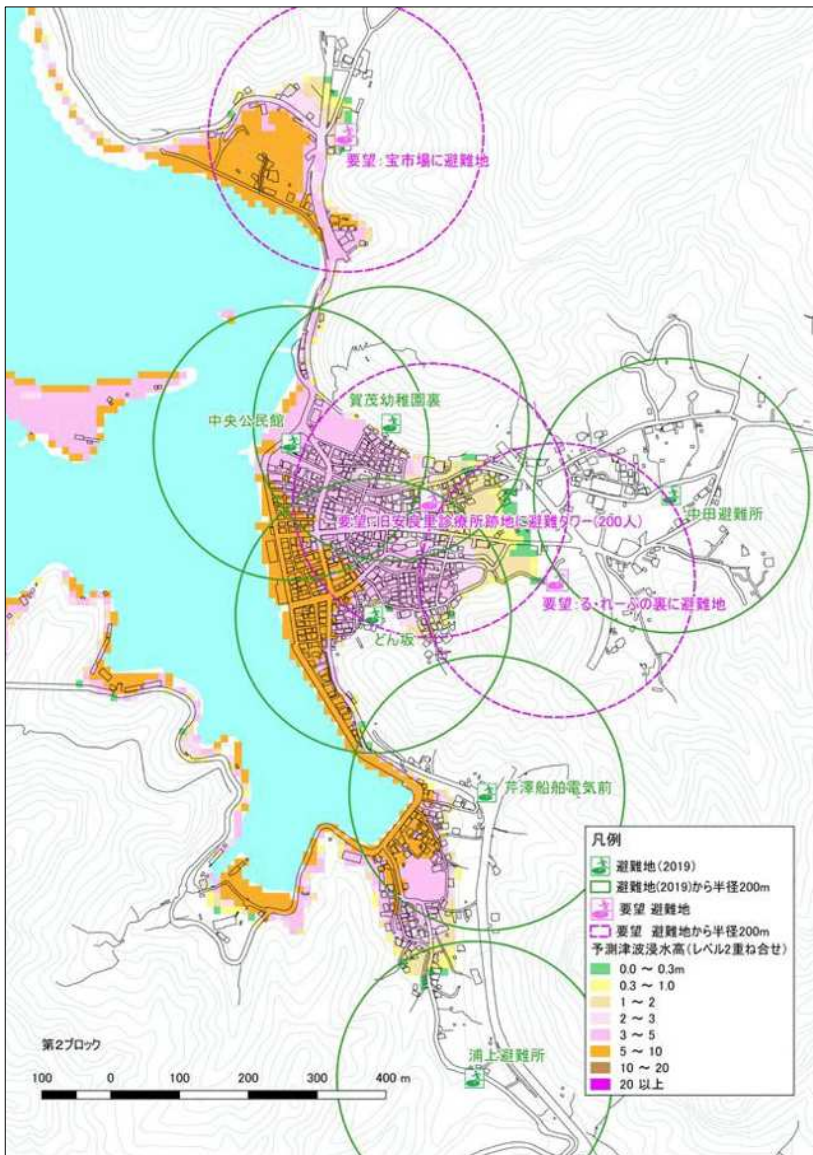 要望:宝市場に避難地
賀茂幼稚園裏
中央公民館
中田避難所
要望:旧安良里診療所跡地に避難タワー(200人)
要望:る・れーぶの裏に避難地
どん坂
芹澤船舶電気前
浦上避難所
凡例
避難地(2019)
避難地(2019)から半径200m
要望 避難地
要望 避難地から半径200m
予測津波浸水高(レベル2重ね合せ)
0.0 ~ 0.3m
0.3 ~ 1.0
1 ~ 2
2 ~ 3
3 ~ 5
5 ~ 10
10 ~ 20
20 以上
第2ブロック
100 0 100 200 300 400 m